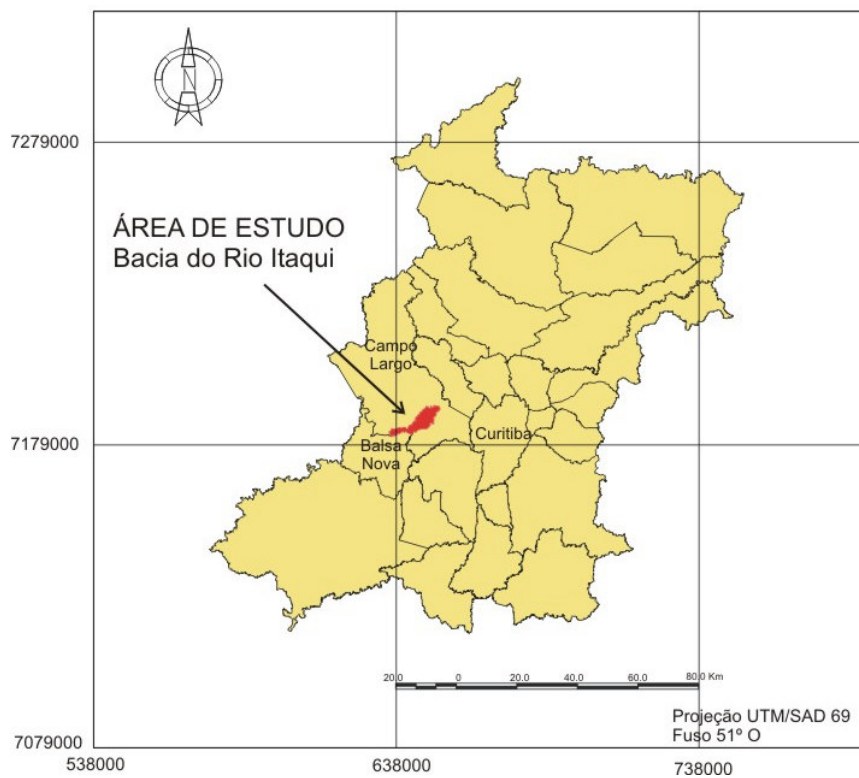 N
7279000
ÁREA DE ESTUDO
Bacia do Rio Itaqui
Campo
Largo
Curitiba
7179000
Balsa
Nova
20.0 0 20.0 40.0 60.0 80.0 Km
Projeção UTM/SAD 69
Fuso 51º O
7079000
538000 638000 738000